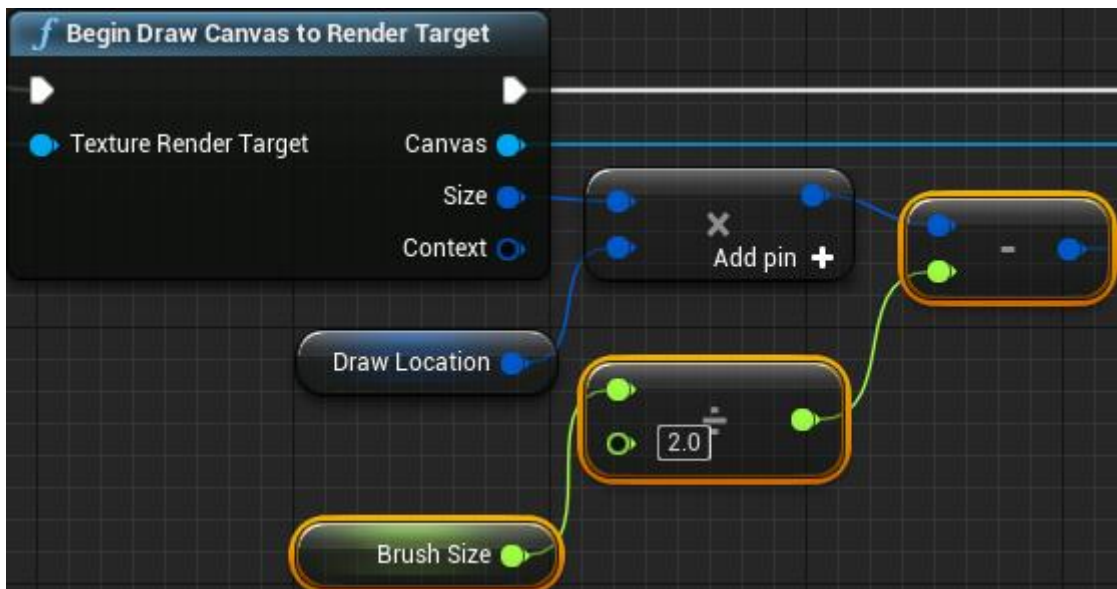 f Begin Draw Canvas to Render Target
Texture Render Target Canvas
Size
Context
× Add pin +
-
Draw Location
÷ 2.0
Brush Size